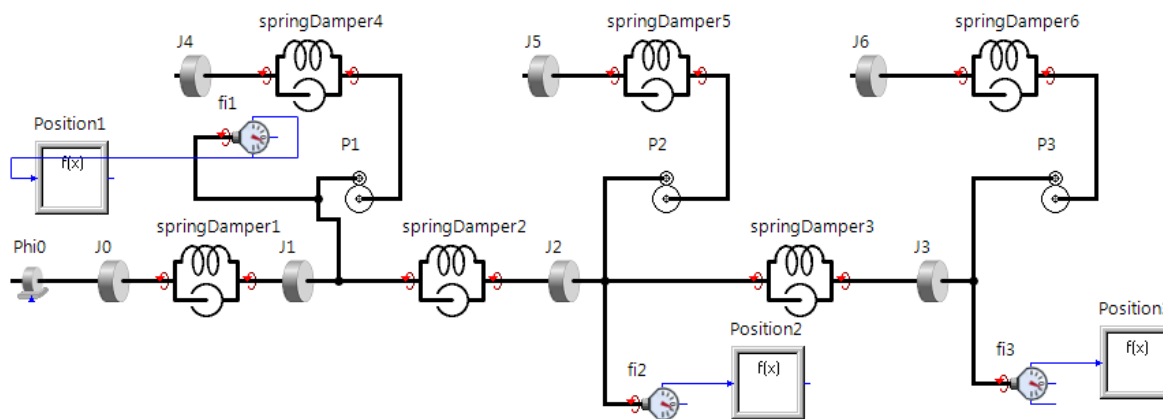 springDamper4
springDamper5
springDamper6
J4
J5
J6
fi1
Position1
f(x)
P1
P2
P3
springDamper1
springDamper2
springDamper3
Phi0
J0
J1
J2
J3
Position2
f(x)
fi2
fi3
f(x)